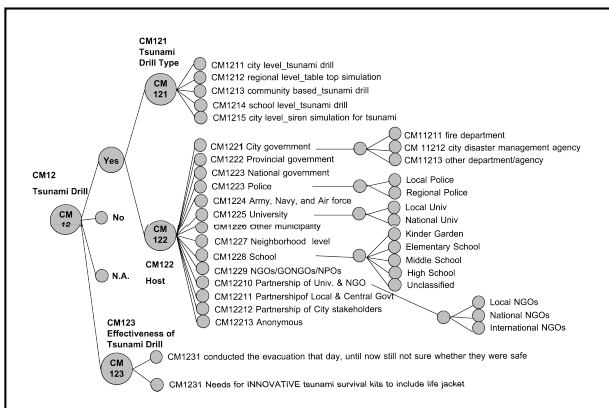 CM121
Tsunami
Drill Type
CM
121
CM1211 city level_tsunami drill
CM1212 regional level_table top simulation
CM1213 community based_tsunami drill
CM1214 school level_tsunami drill
CM1215 city level_siren simulation for tsunami
CM12
Tsunami Drill
CM
12
Yes
No
N.A.
CM
122
CM122
Host
CM1221 City government
CM1222 Provincial government
CM1223 National government
CM1223 Police
CM1224 Army, Navy, and Air force
CM1225 University
CM1226 Other municipality
CM1227 Neighborhood level
CM1228 School
CM1229 NGOs/GONGOs/NPOs
CM12210 Partnership of Univ. & NGO
CM12211 Partnershipof Local & Central Govt
CM12212 Partnership of City stakeholders
CM12213 Anonymous
CM11211 fire department
CM 11212 city disaster management agency
CM11213 other department/agency
Local Police
Regional Police
Local Univ
National Univ
Kinder Garden
Elementary School
Middle School
High School
Unclassified
Local NGOs
National NGOs
International NGOs
CM123
Effectiveness of
Tsunami Drill
CM
123
CM1231 conducted the evacuation that day, until now still not sure whether they were safe
CM1231 Needs for INNOVATIVE tsunami survival kits to include life jacket